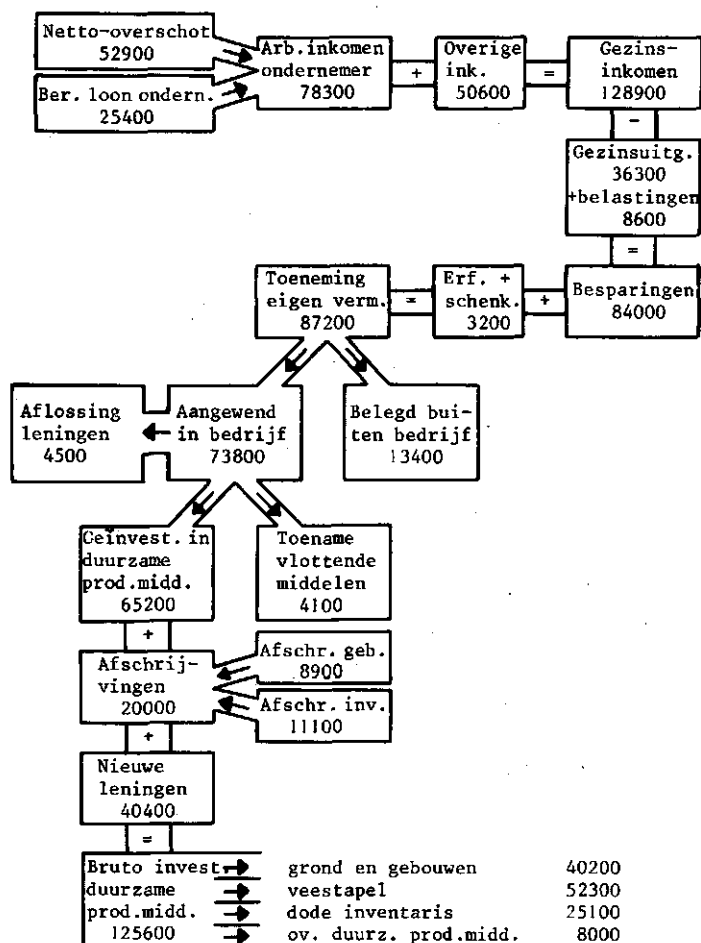 Netto-overschot
52900
Ber. loon ondern.
25400
Arb.inkomen
ondernemer
78300
+
Overige
ink.
50600
=
Gezins-
inkomen
128900
-
Gezinsuitg.
36300
+belastingen
8600
=
Besparingen
84000
+
Erf. +
schenk.
3200
=
Toeneming
eigen verm.
87200
Aflossing
leningen
4500
Aangewend
in bedrijf
73800
Belegd bui-
ten bedrijf
13400
Geïnvest. in
duurzame
prod.midd.
65200
Toename
vlottende
middelen
4100
+
Afschrij-
vingen
20000
Afschr. geb.
8900
Afschr. inv.
11100
+
Nieuwe
leningen
40400
=
Bruto invest. grond en gebouwen 40200
duurzame veestapel 52300
prod.midd. dode inventaris 25100
125600 ov. duurz. prod.midd. 8000